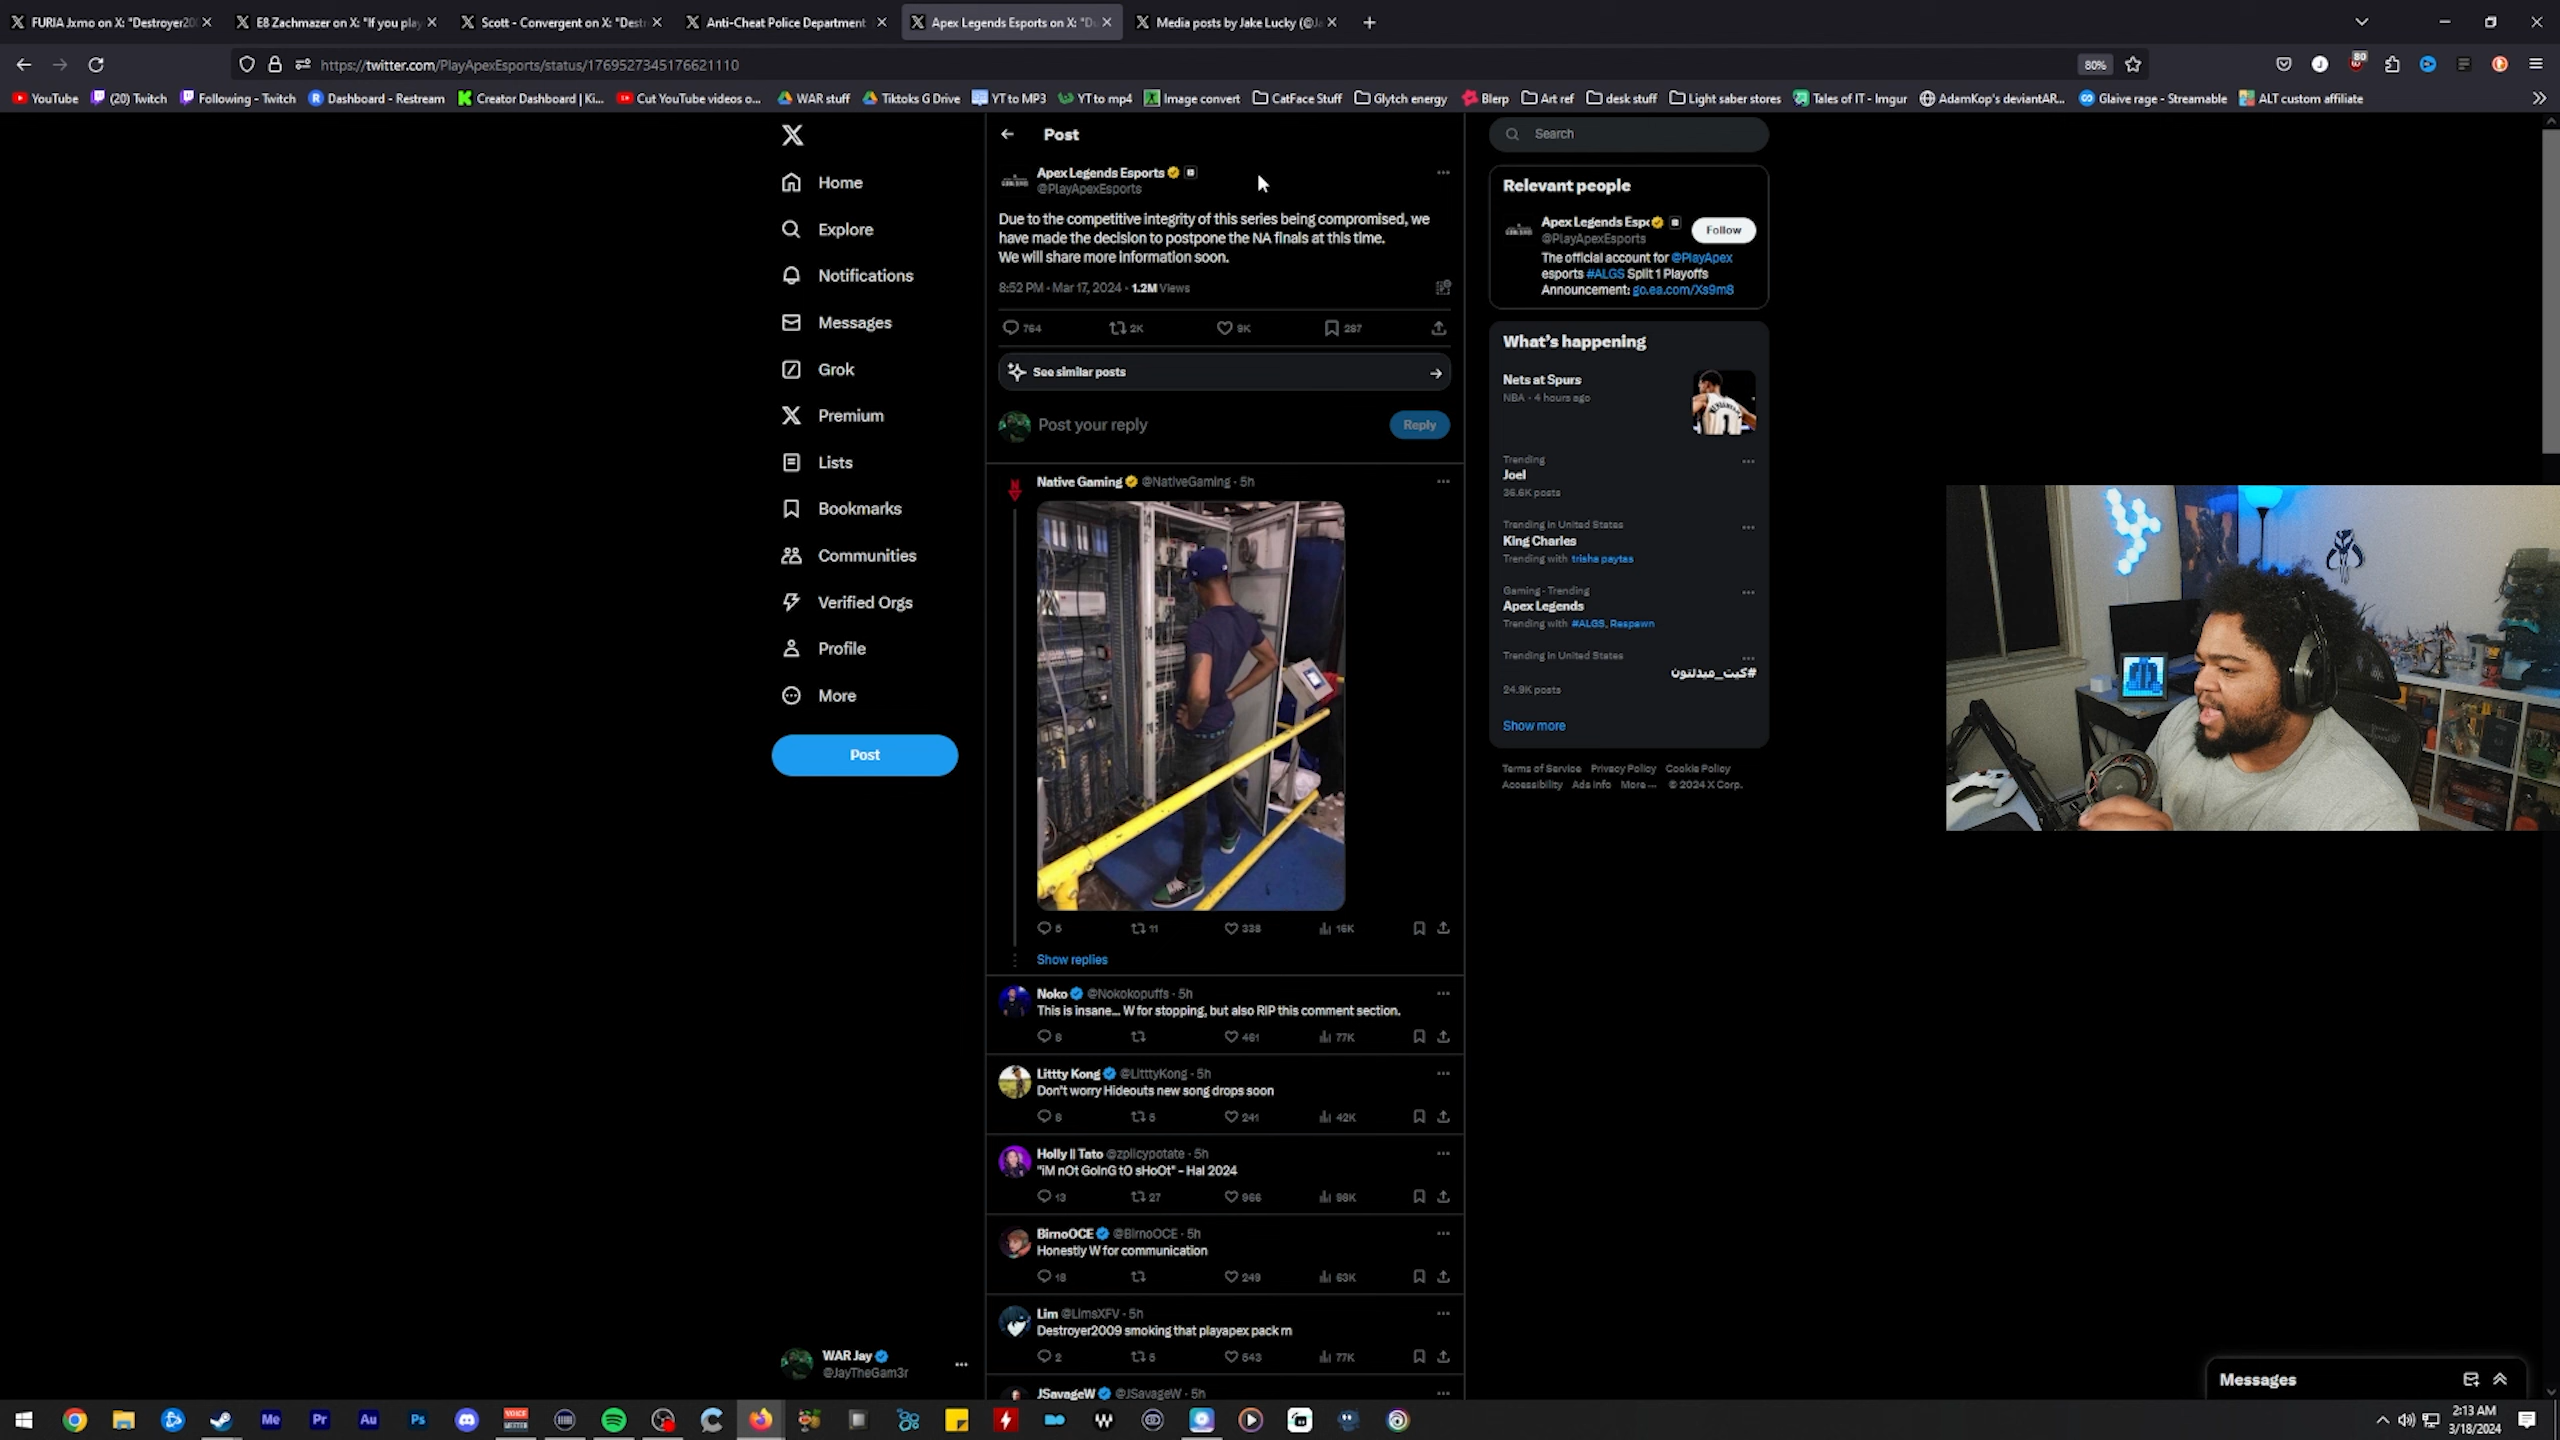 FURIA Jxmo on X: "Destroyer20
E8 Zachmazer on X: "If you play
Scott - Convergent on X: "Destr
Anti-Cheat Police Department
Apex Legends Esports on X: "Du
Media posts by Jake Lucky (@Ja
https://twitter.com/PlayApexEsports/status/1769527345176621110
80%
80
YouTube
(20) Twitch
Following - Twitch
Dashboard - Restream
Creator Dashboard | Ki...
Cut YouTube videos o...
WAR stuff
Tiktoks G Drive
YT to MP3
YT to mp4
Image convert
CatFace Stuff
Glytch energy
Blerp
Art ref
desk stuff
Light saber stores
Tales of IT - Imgur
AdamKop's deviantAR...
Glaive rage - Streamable
ALT custom affiliate
Home
Explore
Notifications
Messages
Grok
Premium
Lists
Bookmarks
Communities
Verified Orgs
Profile
More
Post
WAR Jay
@JayTheGam3r
Post
Apex Legends Esports
@PlayApexEsports
Due to the competitive integrity of this series being compromised, we
have made the decision to postpone the NA finals at this time.
We will share more information soon.
8:52 PM · Mar 17, 2024 · 1.2M Views
764 2K 9K 287
See similar posts
Post your reply
Reply
Native Gaming @NativeGaming · 5h
11 338 16K
Show replies
Noko @Nokokopuffs · 5h
This is insane... W for stopping, but also RIP this comment section.
461 77K
Littty Kong @LitttyKong · 5h
Don't worry Hideouts new song drops soon
5 241 42K
Holly || Tato @zplicypotate · 5h
"iM nOt GoInG tO sHoOt" - Hal 2024
13 27 966 98K
BirnoOCE @BirnoOCE · 5h
Honestly W for communication
18 249 63K
Lim @LimsXFV · 5h
Destroyer2009 smoking that playapex pack rn
2 5 643 77K
JSavageW @JSavageW · 5h
Search
Relevant people
Apex Legends Esp
@PlayApexEsports
Follow
The official account for @PlayApex
esports #ALGS Split 1 Playoffs
Announcement: go.ea.com/Xs9m8
What's happening
Nets at Spurs
NBA · 4 hours ago
Trending
Joel
36.6K posts
Trending in United States
King Charles
Trending with trisha paytas
Gaming · Trending
Apex Legends
Trending with #ALGS, Respawn
Trending in United States
#كيت_ميدلتون
24.9K posts
Show more
Terms of Service Privacy Policy Cookie Policy
Accessibility Ads info More ··· © 2024 X Corp.
Messages
Me
Pr
Au
Ps
2:13 AM
3/18/2024